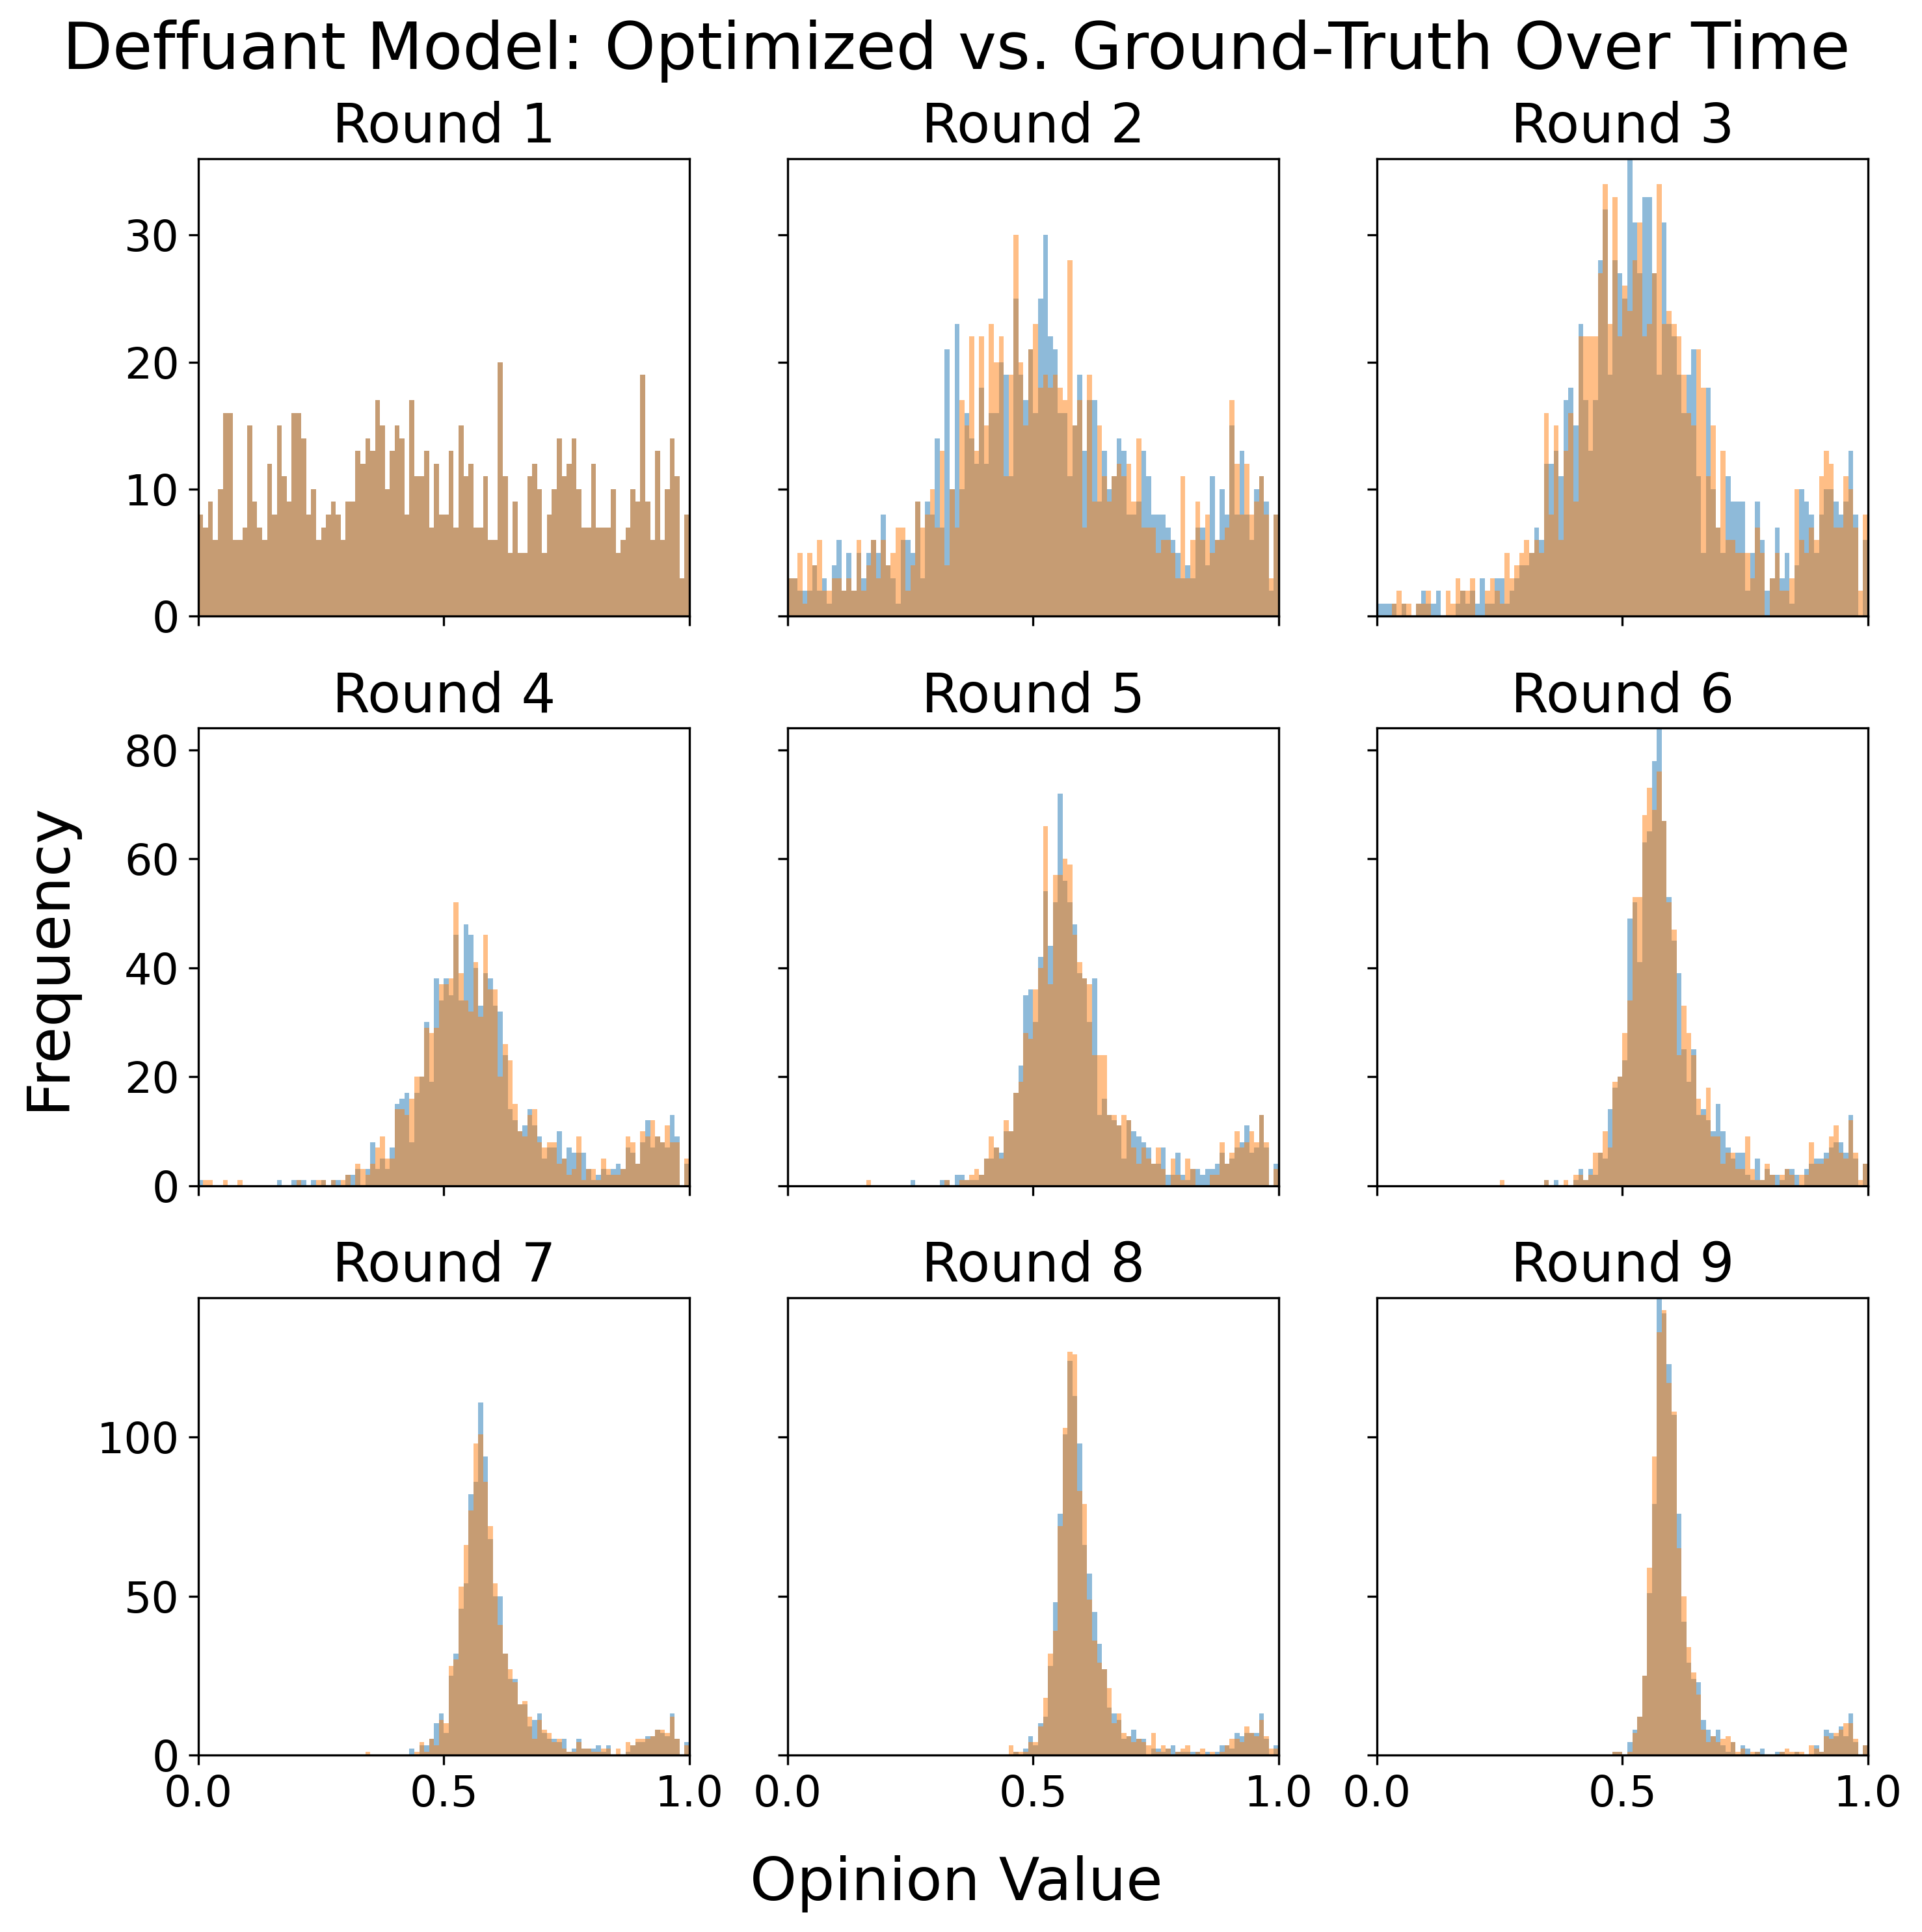 Deffuant Model: Optimized vs. Ground-Truth Over Time
Round 1
Round 2
Round 3
30
20
10
0
Round 4
Round 5
Round 6
80
60
40
20
0
Frequency
Round 7
Round 8
Round 9
100
50
0
0.0 0.5 1.0
0.0 0.5 1.0
0.0 0.5 1.0
Opinion Value